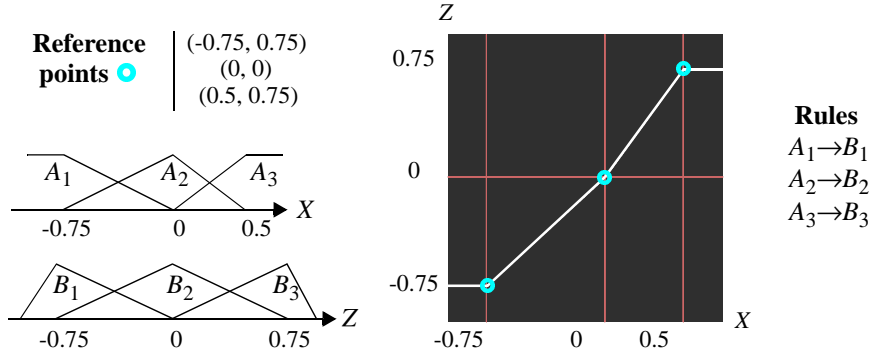 Reference points
(-0.75, 0.75)
(0, 0)
(0.5, 0.75)
A1
A2
A3
X
-0.75
0
0.5
B1
B2
B3
Z
-0.75
0
0.75
Z
0.75
0
-0.75
-0.75
0
0.5
X
Rules
A1→B1
A2→B2
A3→B3